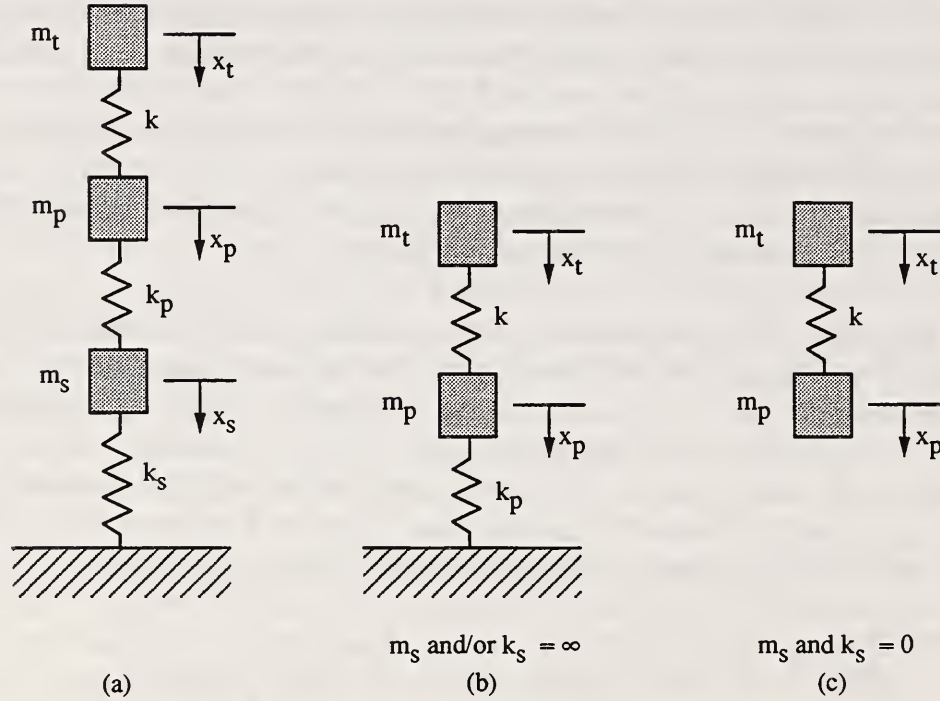 m_t
x_t
k
m_p
x_p
k_p
m_s
x_s
k_s
(a)
m_t
x_t
k
m_p
x_p
k_p
m_s and/or k_s = ∞
(b)
m_t
x_t
k
m_p
x_p
m_s and k_s = 0
(c)